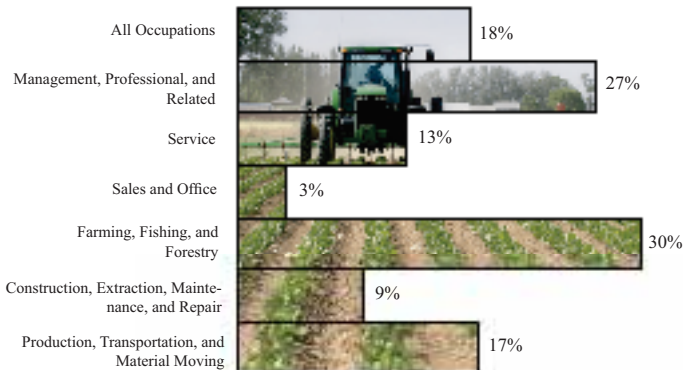 All Occupations
18%
Management, Professional, and
Related
27%
Service
13%
Sales and Office
3%
Farming, Fishing, and
Forestry
30%
Construction, Extraction, Mainte-
nance, and Repair
9%
Production, Transportation, and
Material Moving
17%